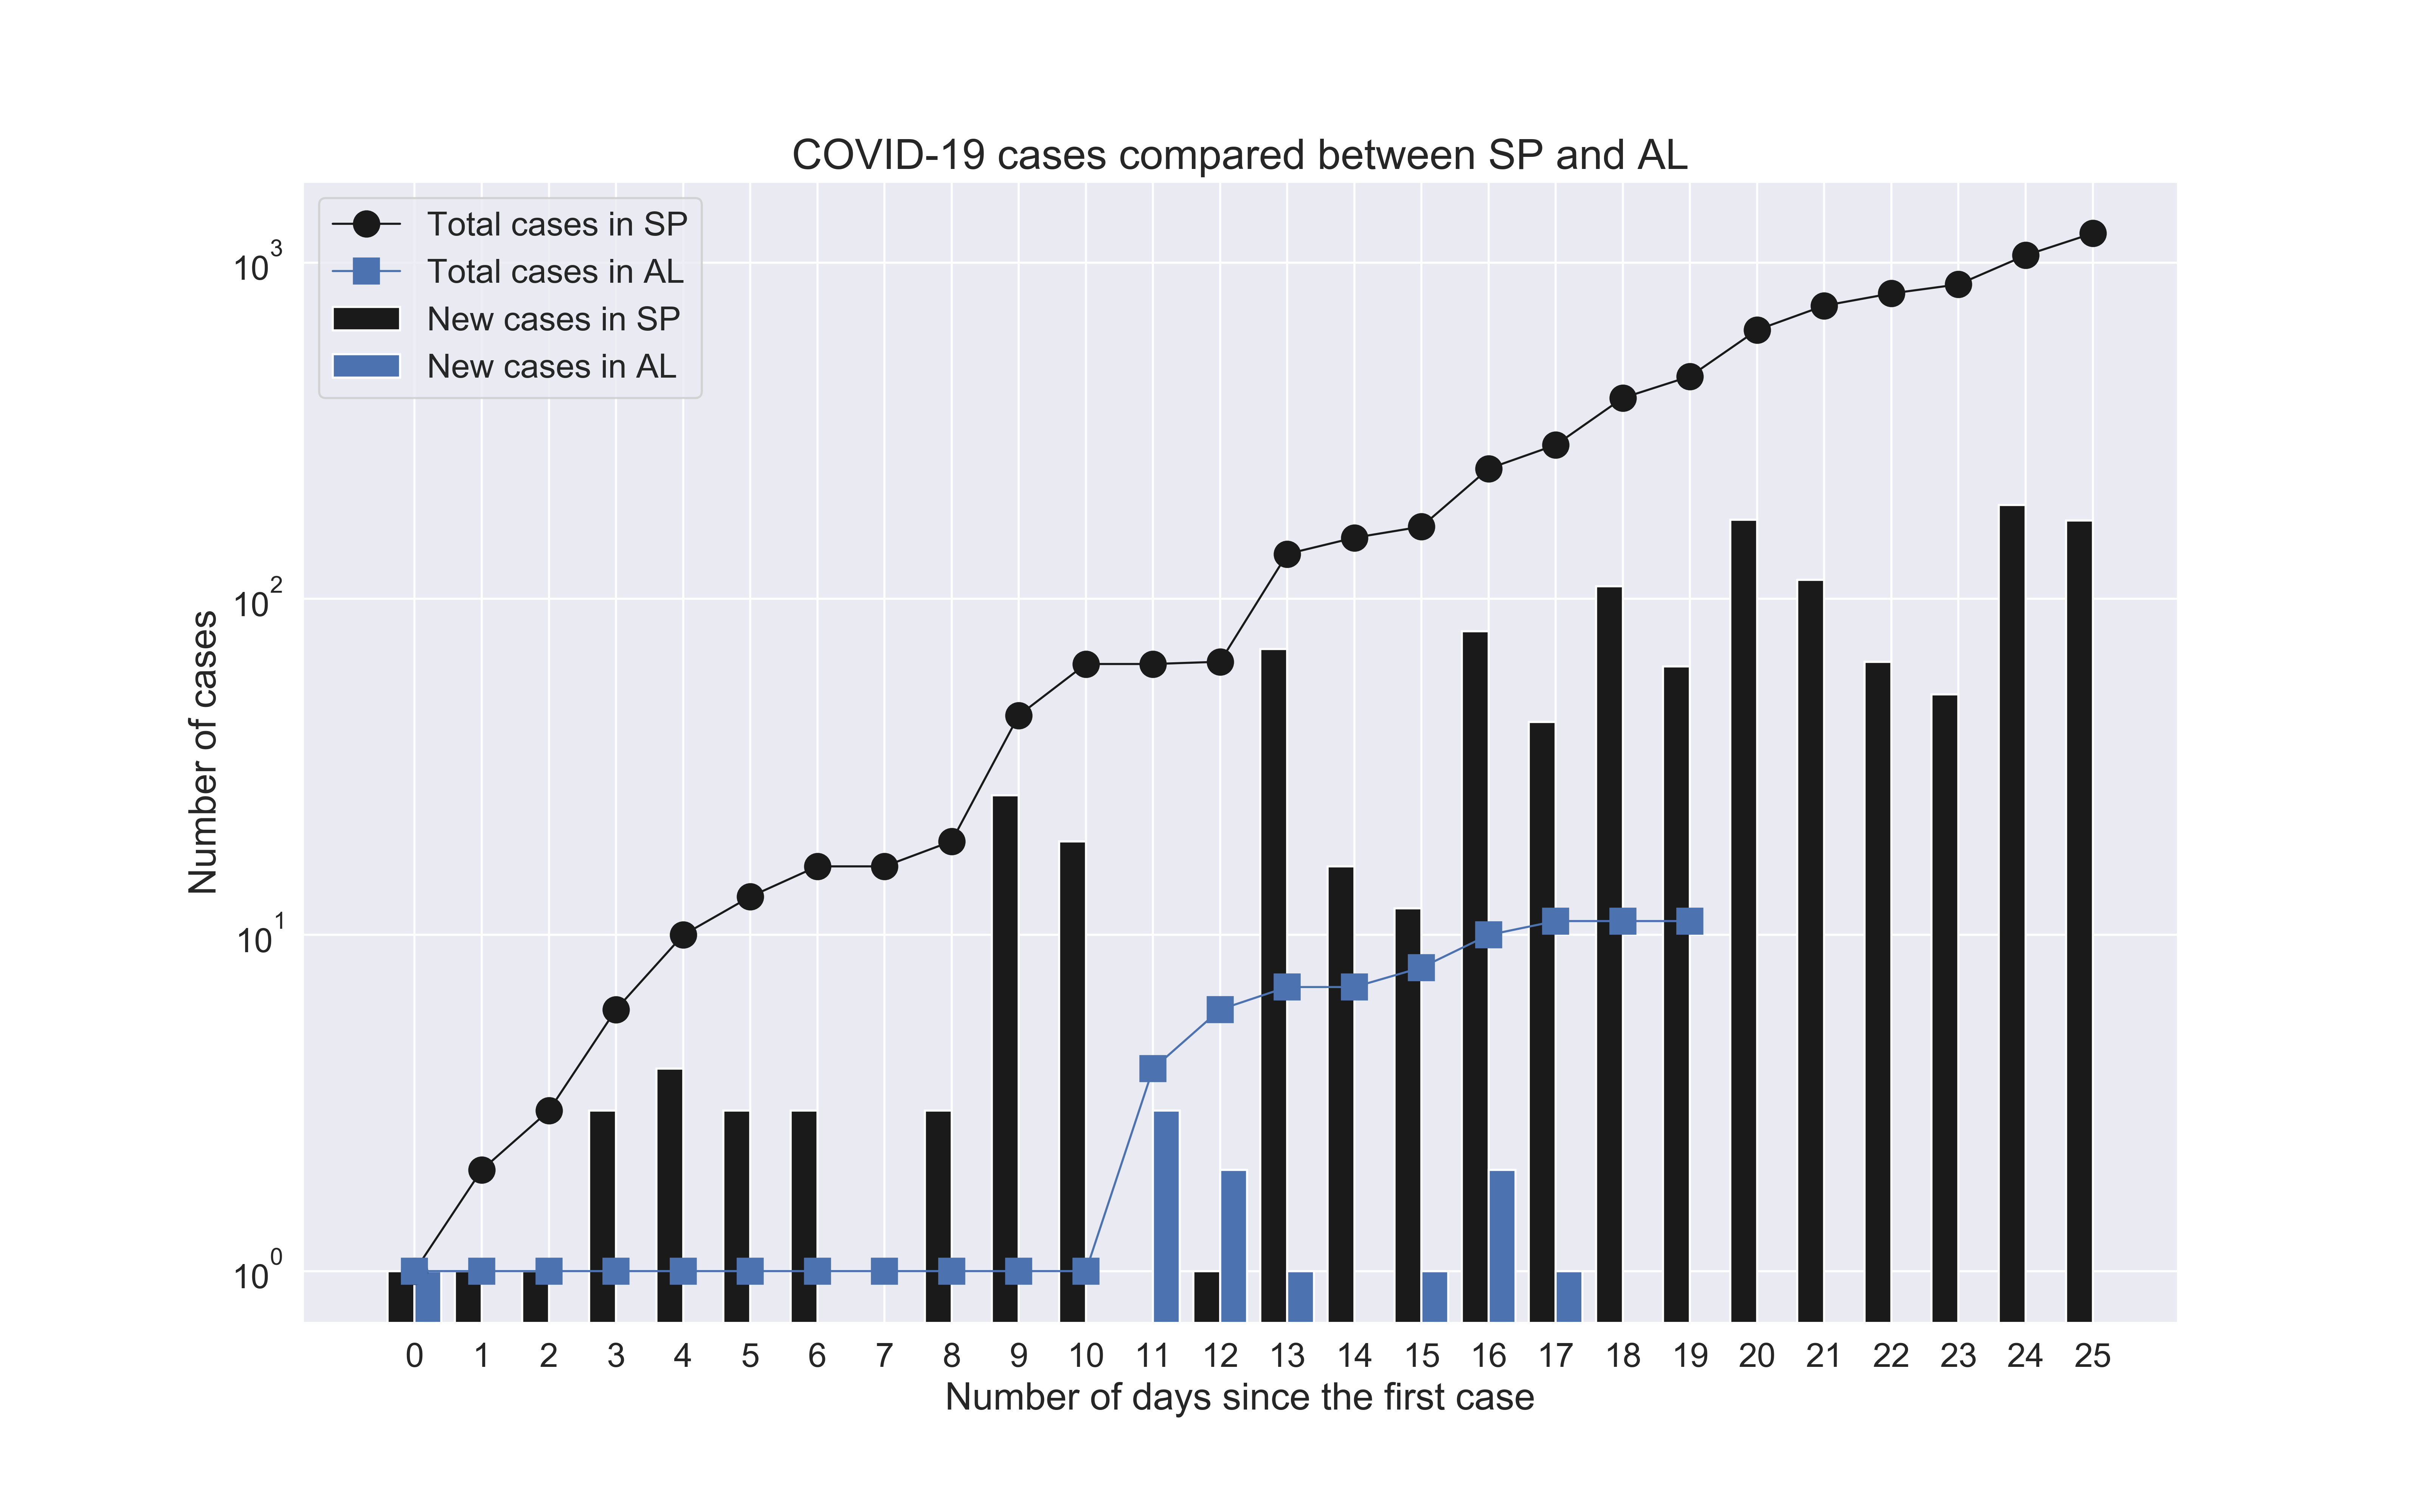 COVID-19 cases compared between SP and AL
Total cases in SP
Total cases in AL
New cases in SP
New cases in AL
Number of cases
10³
10²
10¹
10⁰
0 1 2 3 4 5 6 7 8 9 10 11 12 13 14 15 16 17 18 19 20 21 22 23 24 25
Number of days since the first case